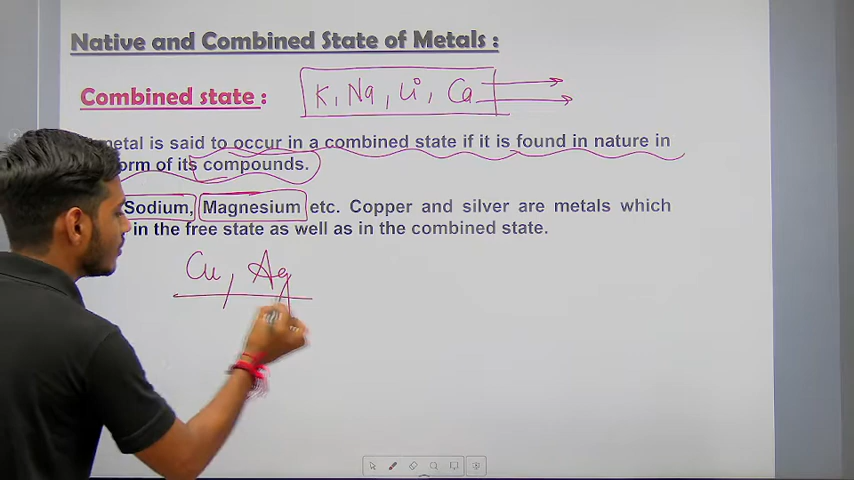 Native and Combined State of Metals :
Combined state :
K, Na, Li, Ca
metal is said to occur in a combined state if it is found in nature in
of its compounds.
Sodium, Magnesium etc. Copper and silver are metals which
in the free state as well as in the combined state.
Cu, Ag